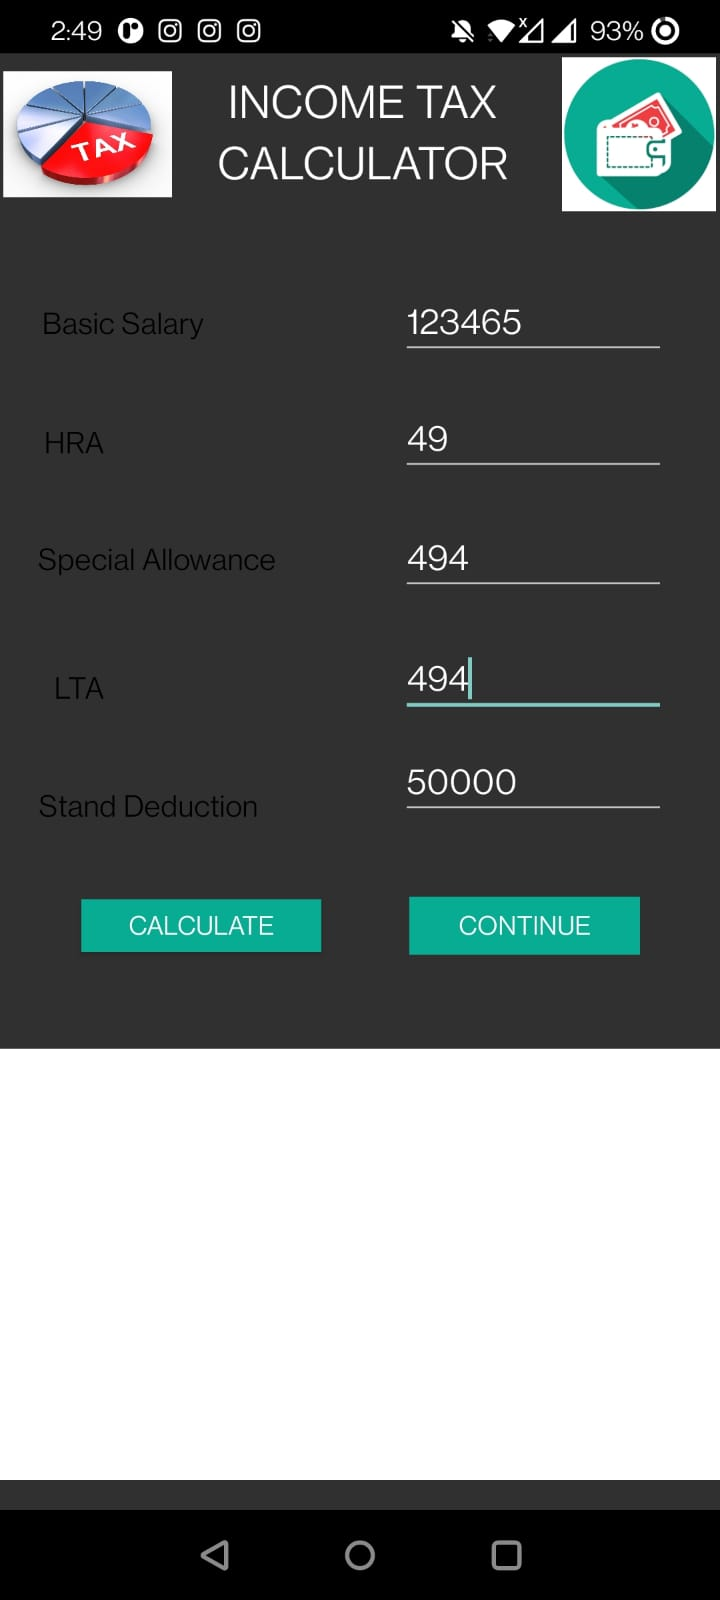 2:49 93%
TAX
INCOME TAX
CALCULATOR
Basic Salary 123465
HRA 49
Special Allowance 494
LTA 494
Stand Deduction 50000
CALCULATE CONTINUE